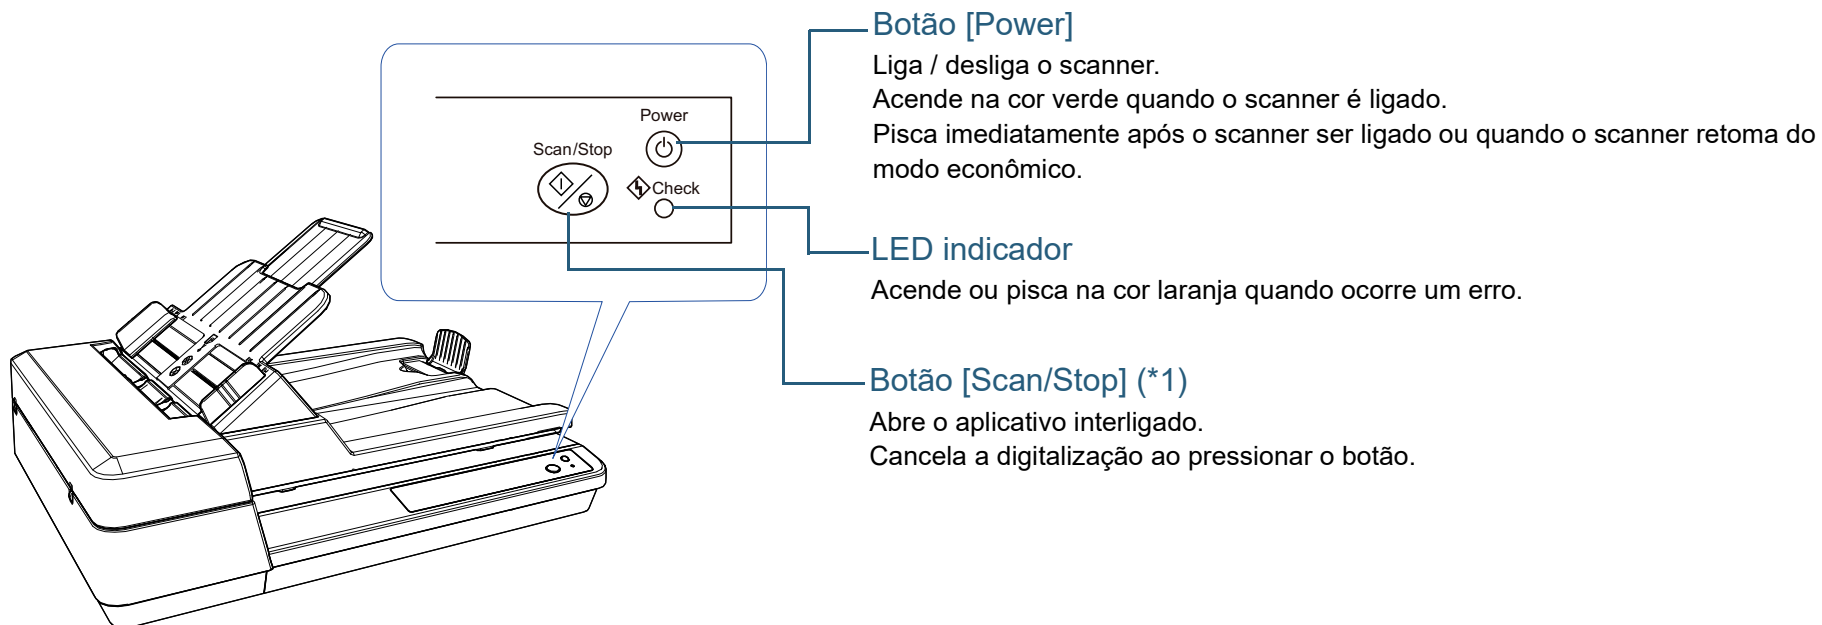 Botão [Power]
Liga / desliga o scanner.
Acende na cor verde quando o scanner é ligado.
Pisca imediatamente após o scanner ser ligado ou quando o scanner retoma do
modo econômico.
Power
Scan/Stop
Check
LED indicador
Acende ou pisca na cor laranja quando ocorre um erro.
Botão [Scan/Stop] (*1)
Abre o aplicativo interligado.
Cancela a digitalização ao pressionar o botão.